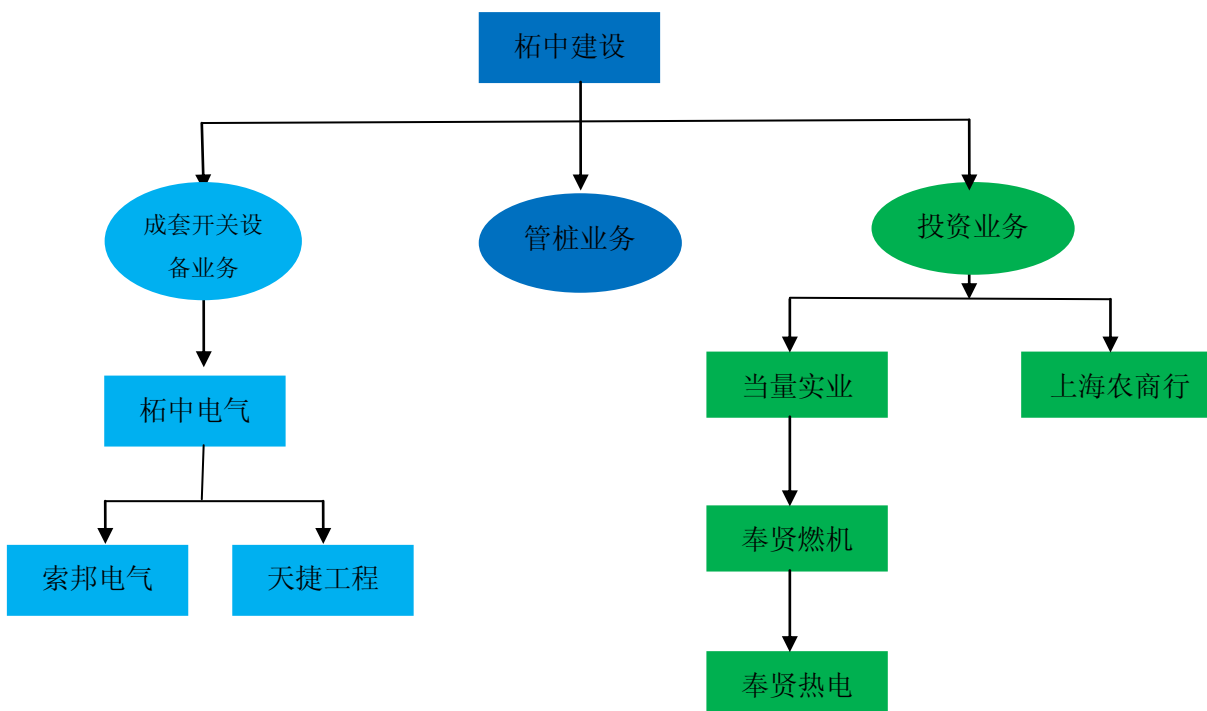 柘中建设
成套开关设
备业务
管桩业务
投资业务
柘中电气
当量实业
上海农商行
索邦电气
天捷工程
奉贤燃机
奉贤热电